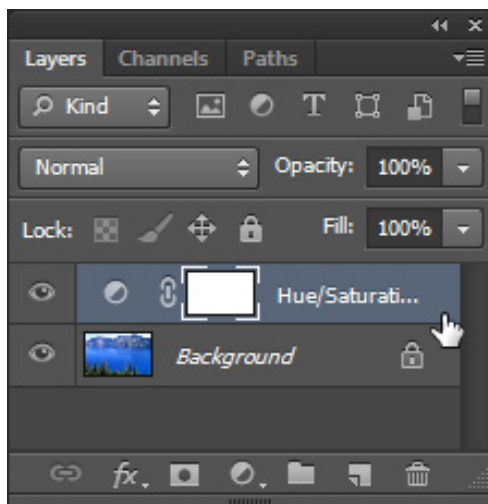 Layers Channels Paths
Kind
Normal Opacity: 100%
Lock: Fill: 100%
Hue/Saturati...
Background
fx